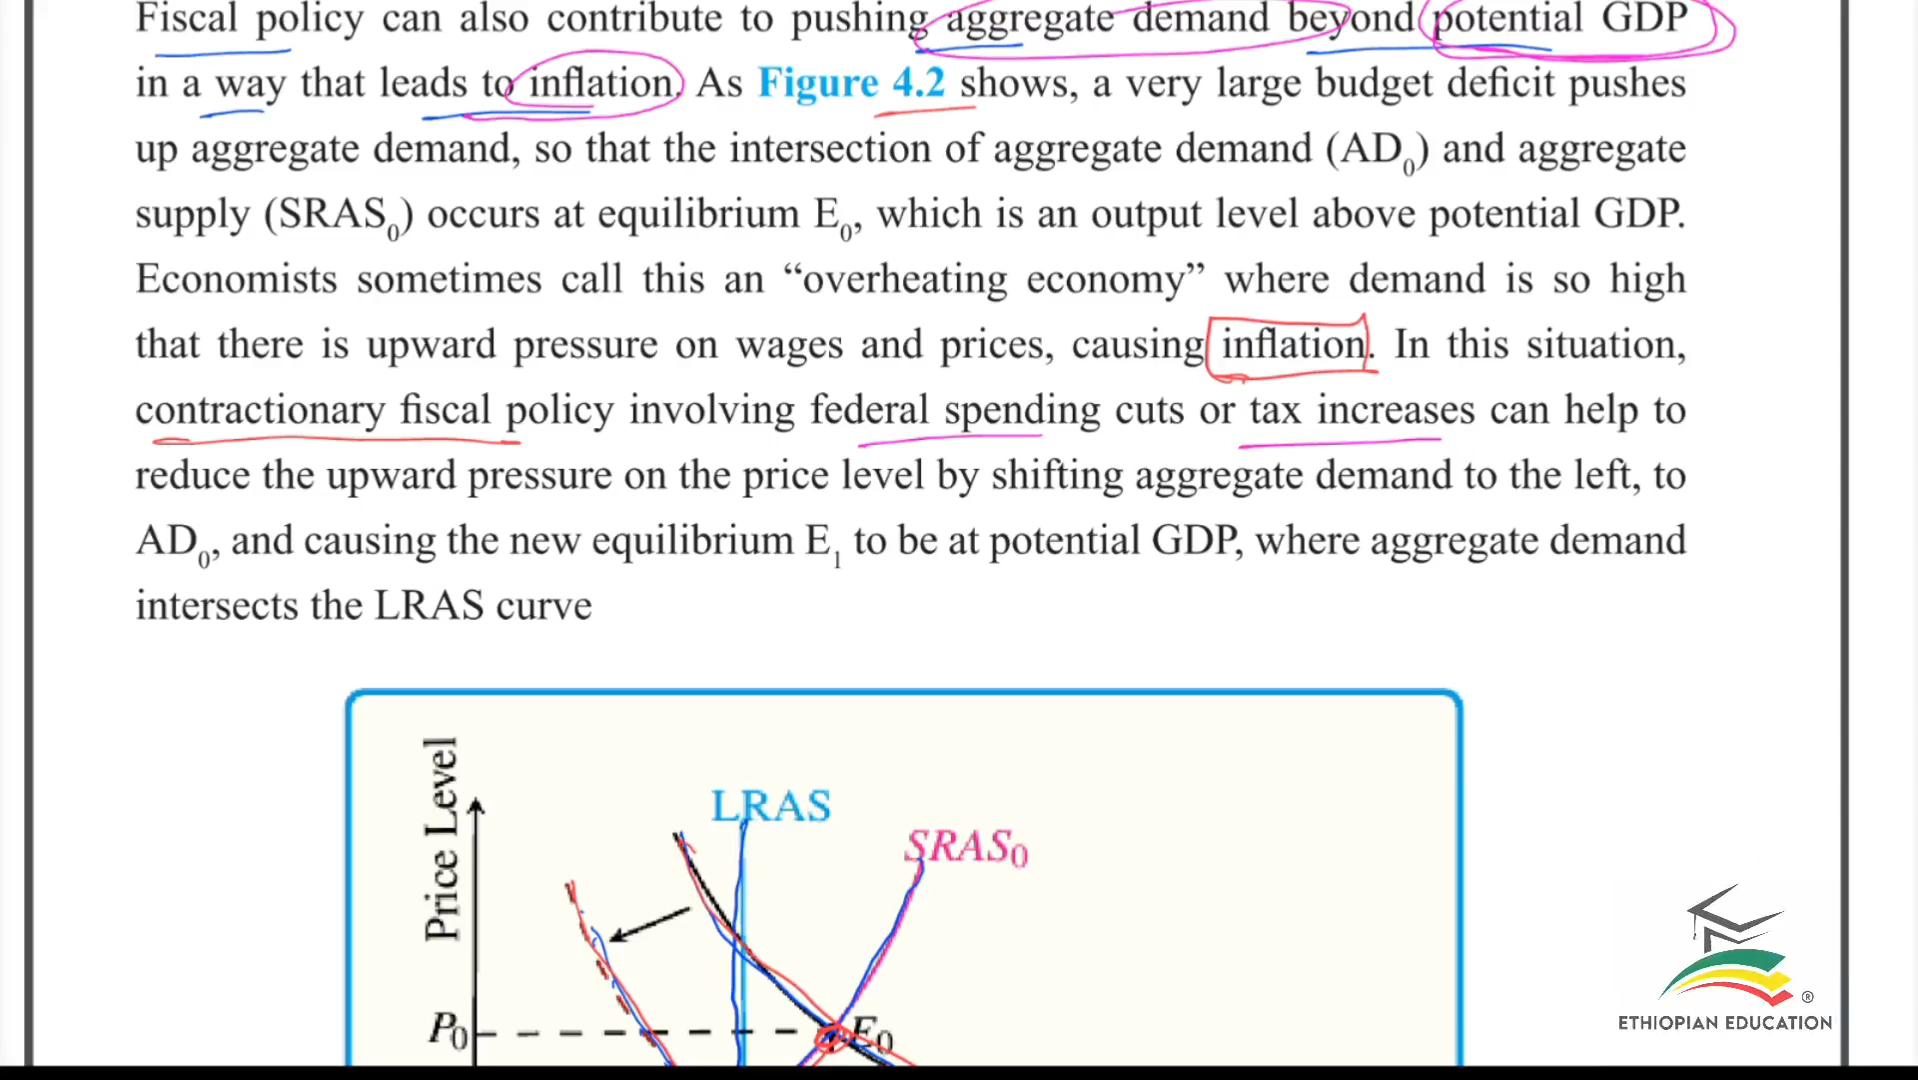 Fiscal policy can also contribute to pushing aggregate demand beyond potential GDP
in a way that leads to inflation. As Figure 4.2 shows, a very large budget deficit pushes
up aggregate demand, so that the intersection of aggregate demand (AD₀) and aggregate
supply (SRAS₀) occurs at equilibrium E₀, which is an output level above potential GDP.
Economists sometimes call this an “overheating economy” where demand is so high
that there is upward pressure on wages and prices, causing inflation. In this situation,
contractionary fiscal policy involving federal spending cuts or tax increases can help to
reduce the upward pressure on the price level by shifting aggregate demand to the left, to
AD₀, and causing the new equilibrium E₁ to be at potential GDP, where aggregate demand
intersects the LRAS curve
Price Level
LRAS
SRAS₀
P₀
E₀
®
ETHIOPIAN EDUCATION